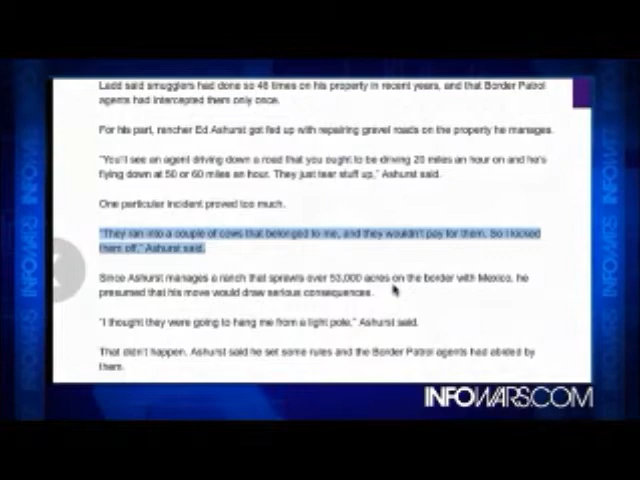 Ladd said smugglers had done so 46 times on his property in recent years, and that Border Patrol
agents had intercepted them only once.
For his part, rancher Ed Ashurst got fed up with repairing gravel roads on the property he manages.
"You'll see an agent driving down a road that you ought to be driving 20 miles an hour on and he's
flying down at 50 or 60 miles an hour. They just tear stuff up," Ashurst said.
One particular incident proved too much.
"They ran into a couple of cows that belonged to me, and they wouldn't pay for them. So I kicked
them off," Ashurst said.
Since Ashurst manages a ranch that sprawls over 53,000 acres on the border with Mexico, he
presumed that his move would draw serious consequences.
"I thought they were going to hang me from a light pole," Ashurst said.
That didn't happen. Ashurst said he set some rules and the Border Patrol agents had abided by
them.
INFOWARS.COM
INFOWARS
INFOWARS
INFOWARS
INFOWARS